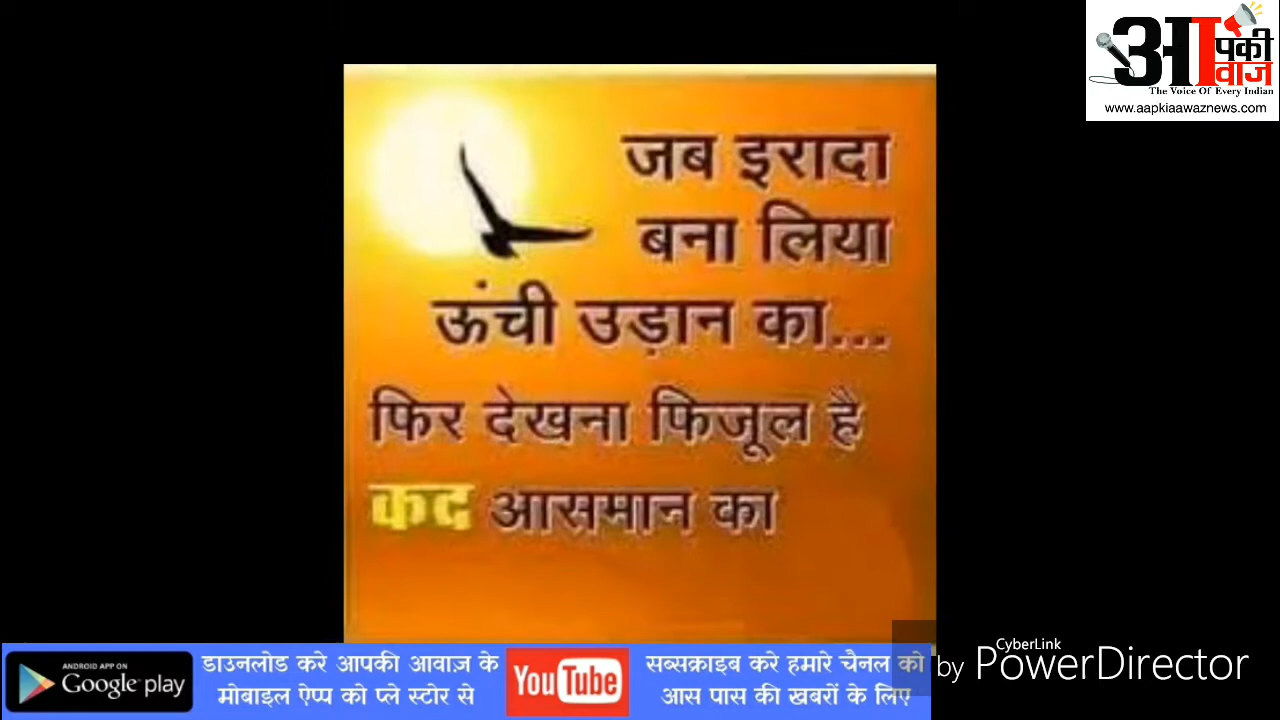 आपकी
वाज
The Voice Of Every Indian
www.aapkiaawaznews.com
जब इरादा
बना लिया
ऊंची उड़ान का...
फिर देखना फिजूल है
कद आसमान का
ANDROID APP ON
Google play
डाउनलोड करे आपकी आवाज़ के
मोबाइल ऐप्प को प्ले स्टोर से
YouTube
सब्सक्राइब करे हमारे चैनल को
आस पास की खबरों के लिए
CyberLink
by PowerDirector